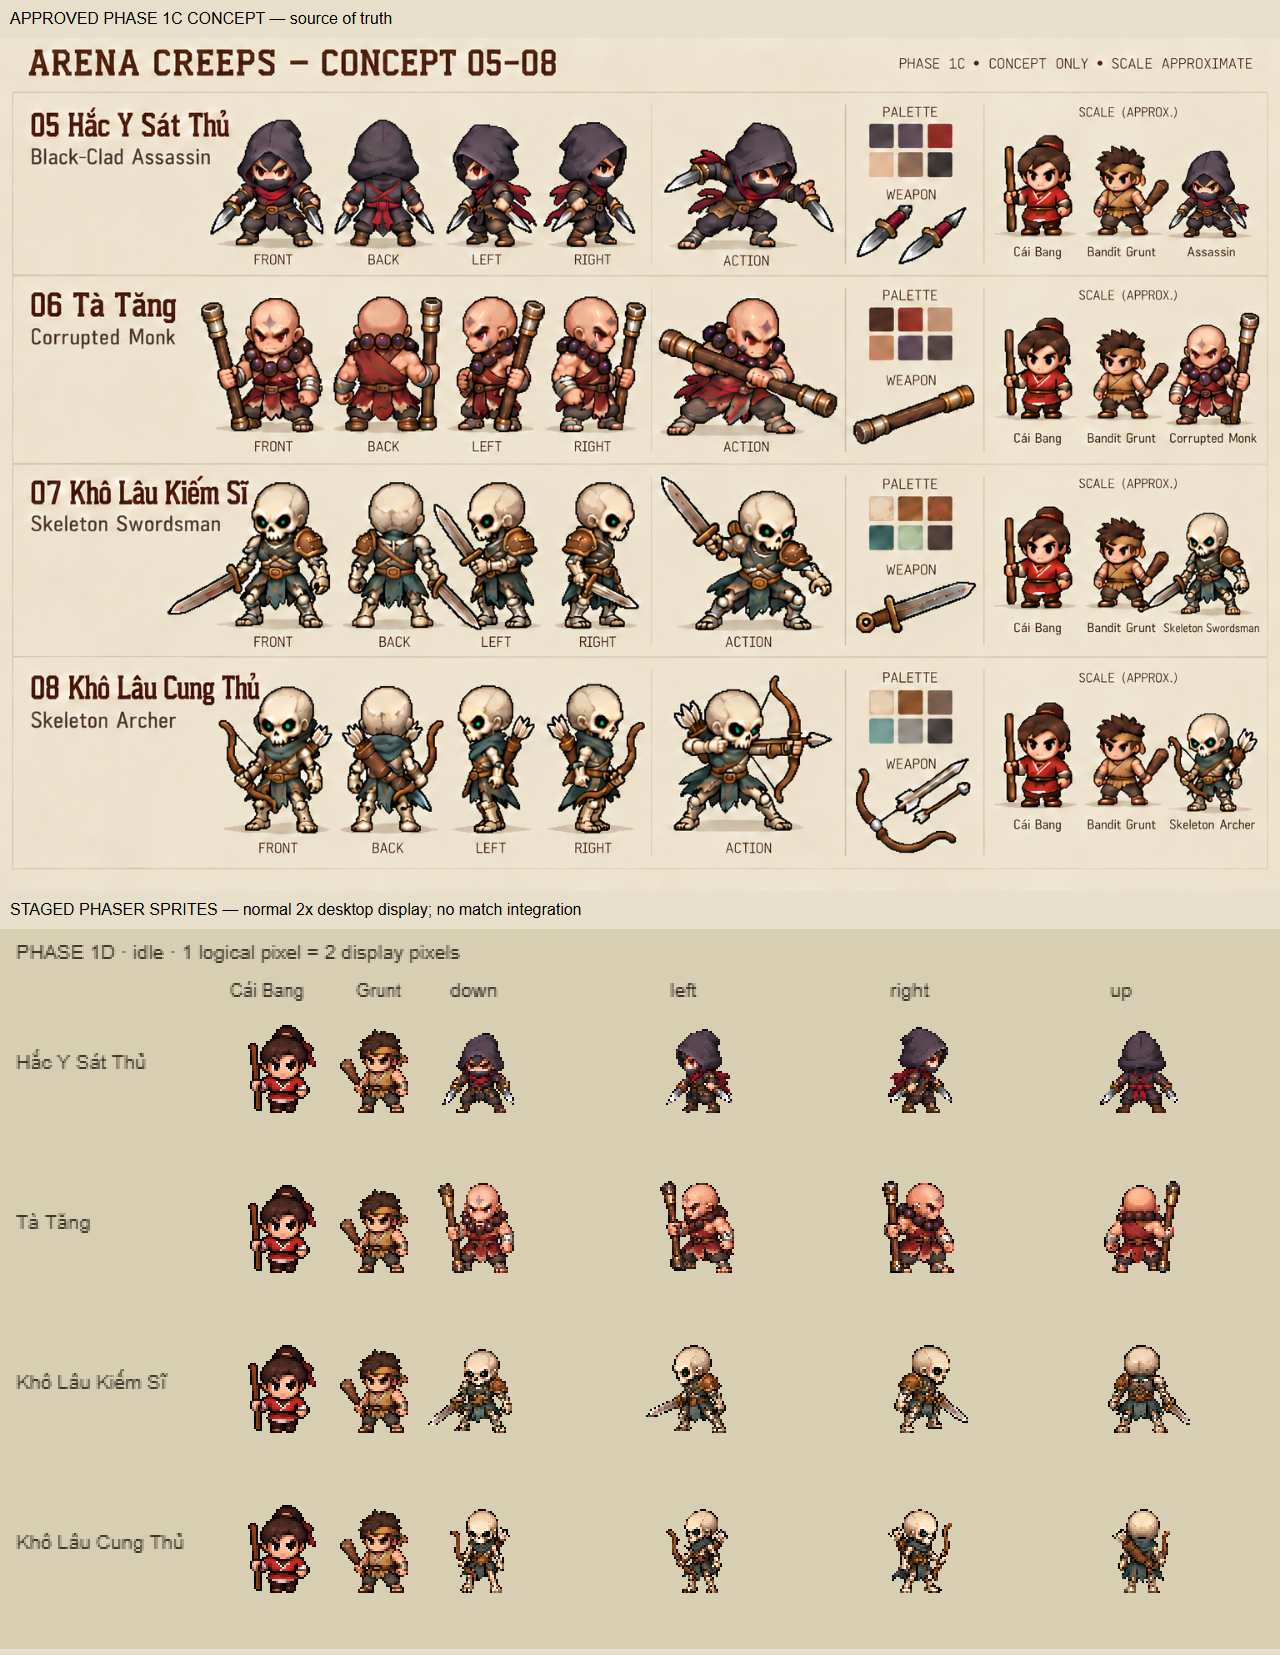 APPROVED PHASE 1C CONCEPT — source of truth
ARENA CREEPS – CONCEPT 05-08
PHASE 1C • CONCEPT ONLY • SCALE APPROXIMATE
05 Hắc Y Sát Thủ
Black-Clad Assassin
FRONT
BACK
LEFT
RIGHT
ACTION
PALETTE
WEAPON
SCALE (APPROX.)
Cái Bang
Bandit Grunt
Assassin
06 Tà Tăng
Corrupted Monk
FRONT
BACK
LEFT
RIGHT
ACTION
PALETTE
WEAPON
SCALE (APPROX.)
Cái Bang
Bandit Grunt
Corrupted Monk
07 Khô Lâu Kiếm Sĩ
Skeleton Swordsman
FRONT
BACK
LEFT
RIGHT
ACTION
PALETTE
WEAPON
SCALE (APPROX.)
Cái Bang
Bandit Grunt
Skeleton Swordsman
08 Khô Lâu Cung Thủ
Skeleton Archer
FRONT
BACK
LEFT
RIGHT
ACTION
PALETTE
WEAPON
SCALE (APPROX.)
Cái Bang
Bandit Grunt
Skeleton Archer
STAGED PHASER SPRITES — normal 2x desktop display; no match integration
PHASE 1D · idle · 1 logical pixel = 2 display pixels
Cái Bang
Grunt
down
left
right
up
Hắc Y Sát Thủ
Tà Tăng
Khô Lâu Kiếm Sĩ
Khô Lâu Cung Thủ